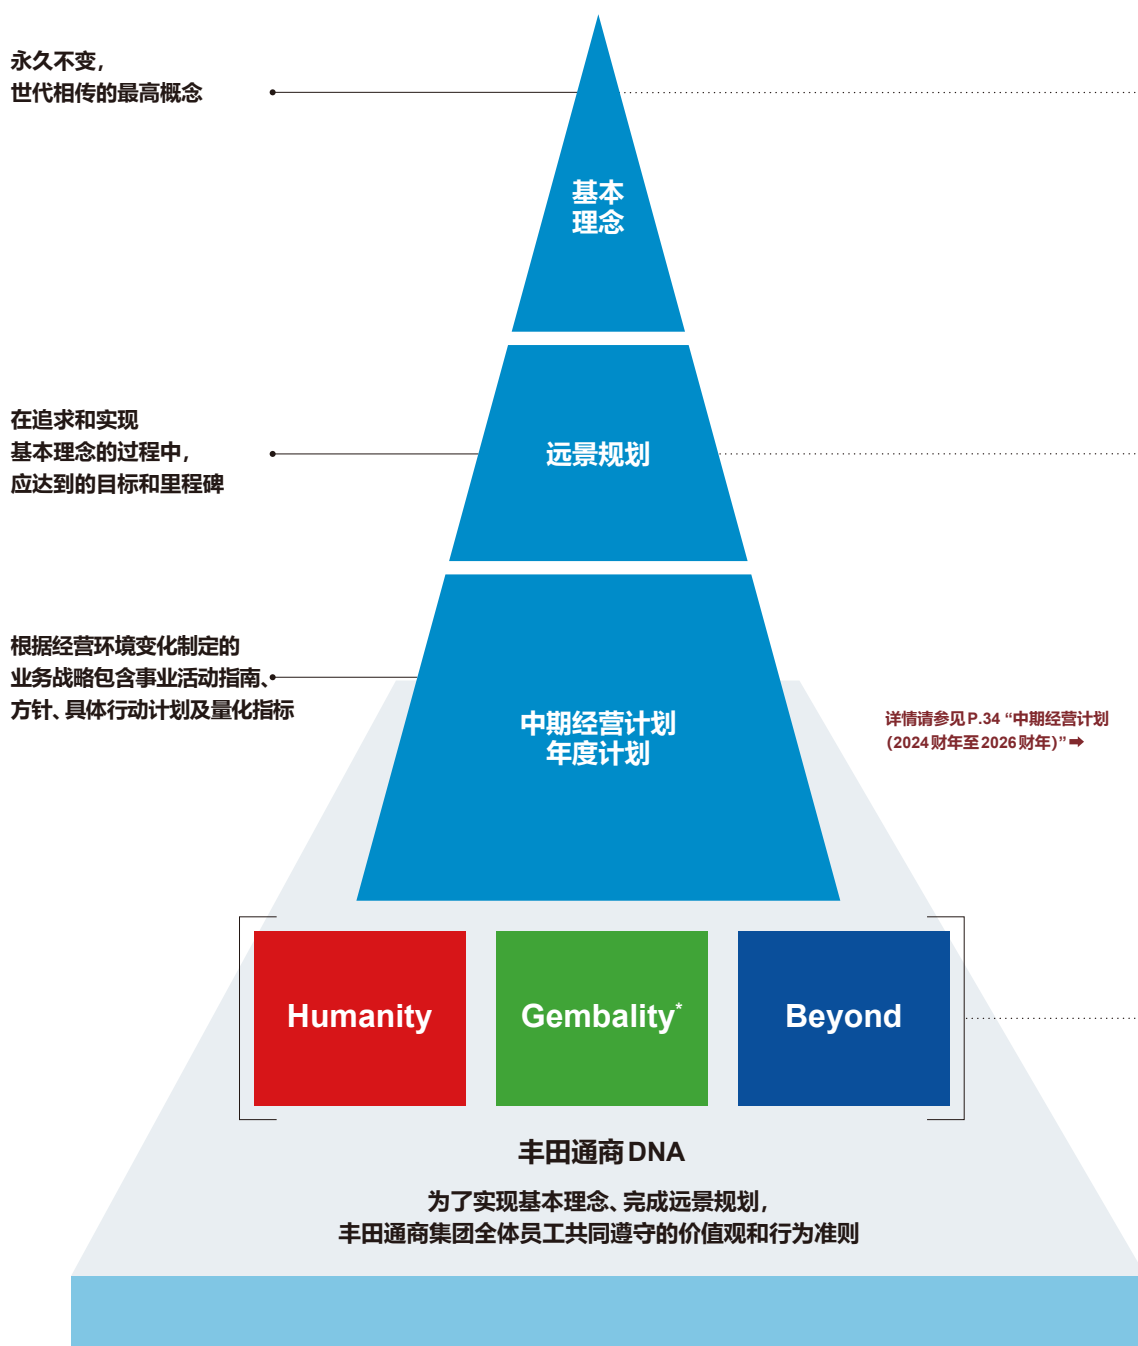 永久不变，
世代相传的最高概念
基本
理念
在追求和实现
基本理念的过程中，
应达到的目标和里程碑
远景规划
根据经营环境变化制定的
业务战略包含事业活动指南、
方针、具体行动计划及量化指标
中期经营计划
年度计划
详情请参见P.34 “中期经营计划
(2024财年至2026财年)”➡
Humanity
Gembality*
Beyond
丰田通商DNA
为了实现基本理念、完成远景规划，
丰田通商集团全体员工共同遵守的价值观和行为准则